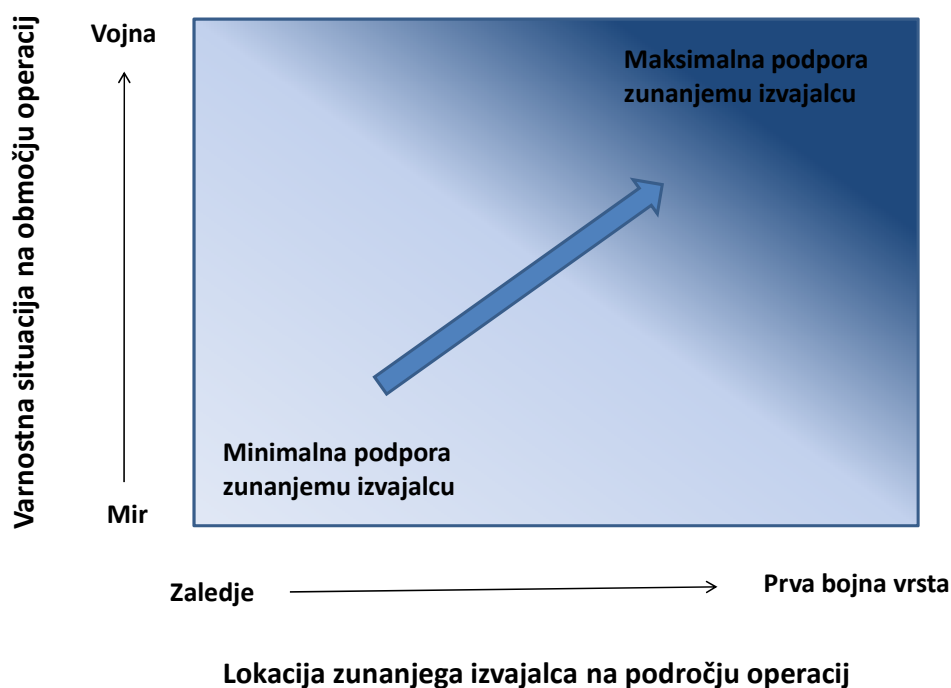 Varnostna situacija na območju operacij
Vojna
Mir
Maksimalna podpora
zunanjemu izvajalcu
Minimalna podpora
zunanjemu izvajalcu
Zaledje
Prva bojna vrsta
Lokacija zunanjega izvajalca na področju operacij